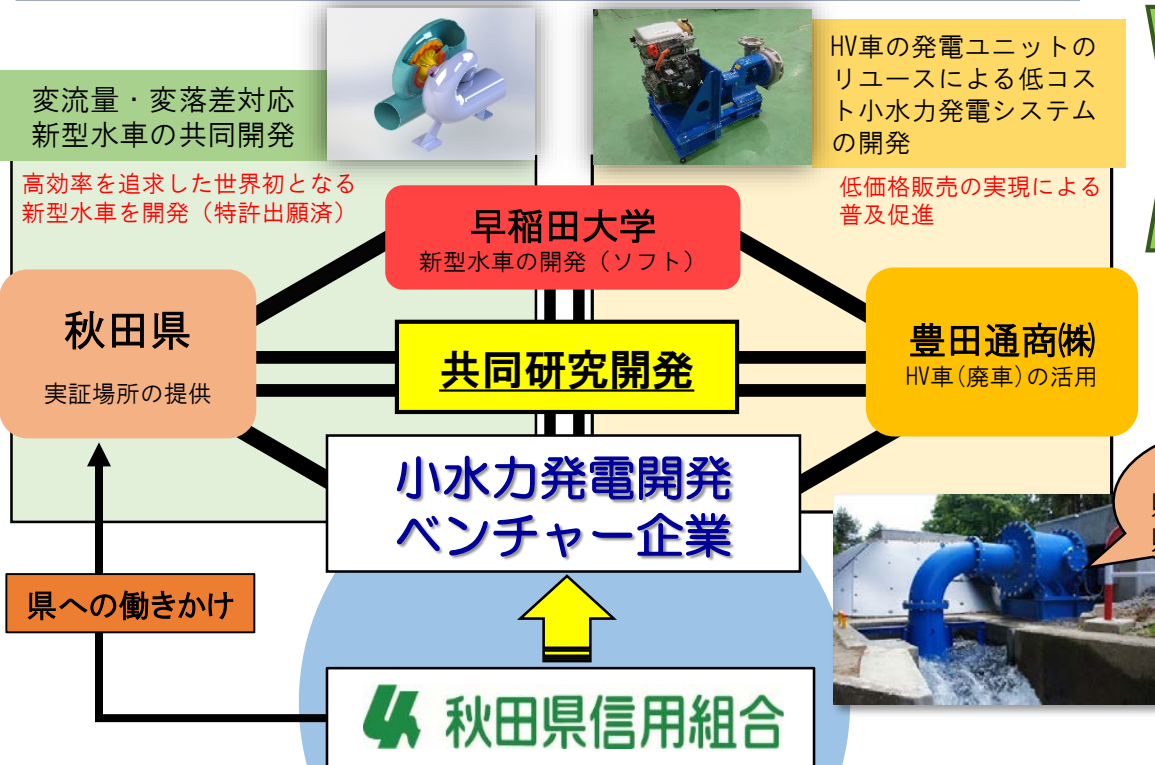 変流量・変落差対応
新型水車の共同開発
HV車の発電ユニットの
リユースによる低コス
ト小水力発電システム
の開発
高効率を追求した世界初となる
新型水車を開発（特許出願済）
低価格販売の実現による
普及促進
早稲田大学
新型水車の開発（ソフト）
秋田県
実証場所の提供
共同研究開発
豊田通商㈱
HV車(廃車)の活用
小水力発電開発
ベンチャー企業
県への働きかけ
秋田県信用組合